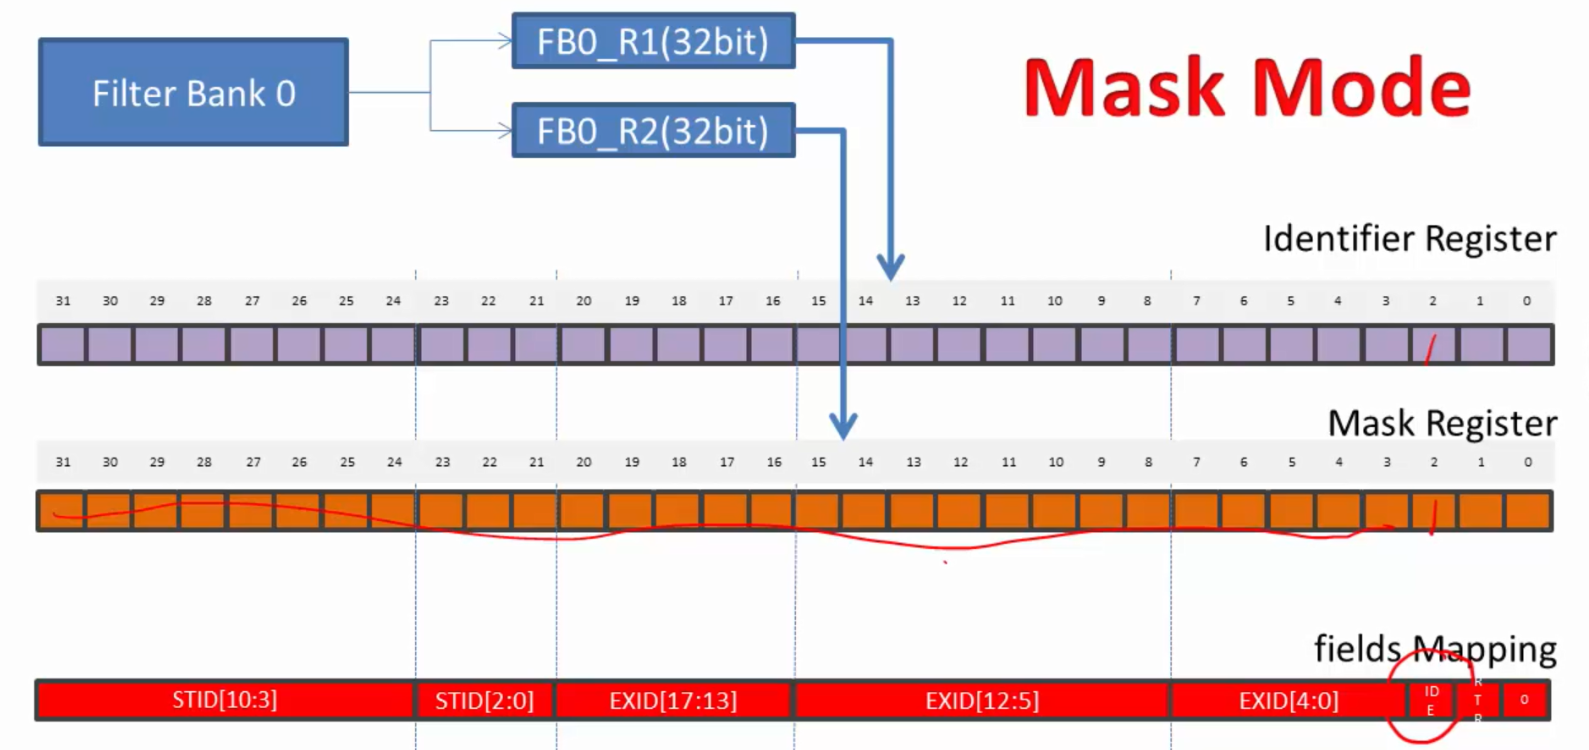 FB0_R1(32bit)
Filter Bank 0
FB0_R2(32bit)
Mask Mode
Identifier Register
31 30 29 28 27 26 25 24 23 22 21 20 19 18 17 16 15 14 13 12 11 10 9 8 7 6 5 4 3 2 1 0
Mask Register
31 30 29 28 27 26 25 24 23 22 21 20 19 18 17 16 15 14 13 12 11 10 9 8 7 6 5 4 3 2 1 0
fields Mapping
STID[10:3] STID[2:0] EXID[17:13] EXID[12:5] EXID[4:0] IDE RTR 0